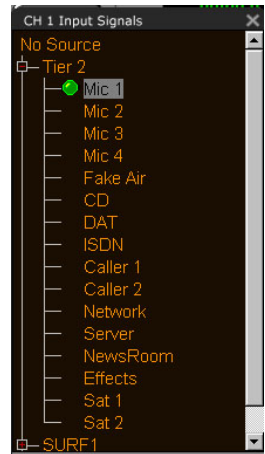 CH 1 Input Signals
No Source
Tier 2
Mic 1
Mic 2
Mic 3
Mic 4
Fake Air
CD
DAT
ISDN
Caller 1
Caller 2
Network
Server
NewsRoom
Effects
Sat 1
Sat 2
SURF1